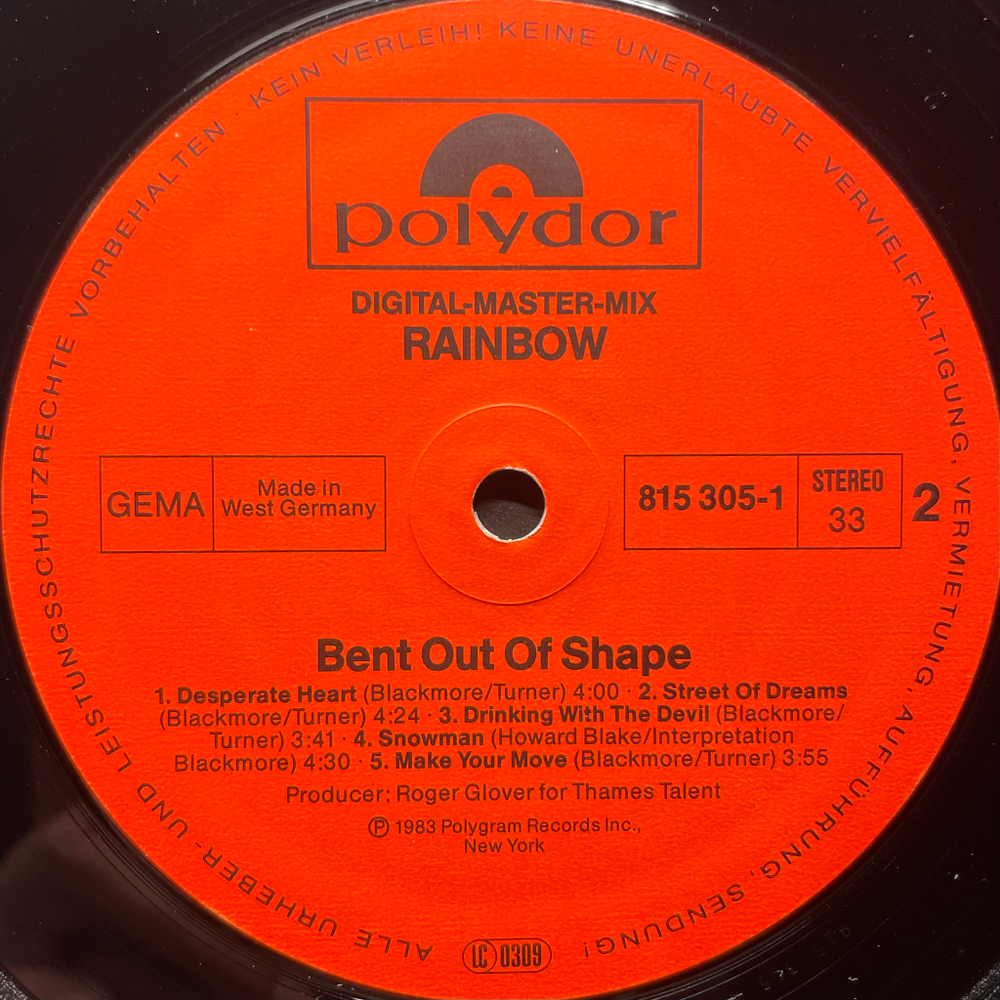 ALLE URHEBER- UND LEISTUNGSSCHUTZRECHTE VORBEHALTEN · KEIN VERLEIH! KEINE UNERLAUBTE VERVIELFÄLTIGUNG, VERMIETUNG, AUFFÜHRUNG, SENDUNG!
polydor
DIGITAL-MASTER-MIX
RAINBOW
GEMA
Made in
West Germany
815 305-1
STEREO
33
2
Bent Out Of Shape
1. Desperate Heart (Blackmore/Turner) 4:00 · 2. Street Of Dreams
(Blackmore/Turner) 4:24 · 3. Drinking With The Devil (Blackmore/
Turner) 3:41 · 4. Snowman (Howard Blake/Interpretation
Blackmore) 4:30 · 5. Make Your Move (Blackmore/Turner) 3:55
Producer: Roger Glover for Thames Talent
℗ 1983 Polygram Records Inc.,
New York
LC 0309